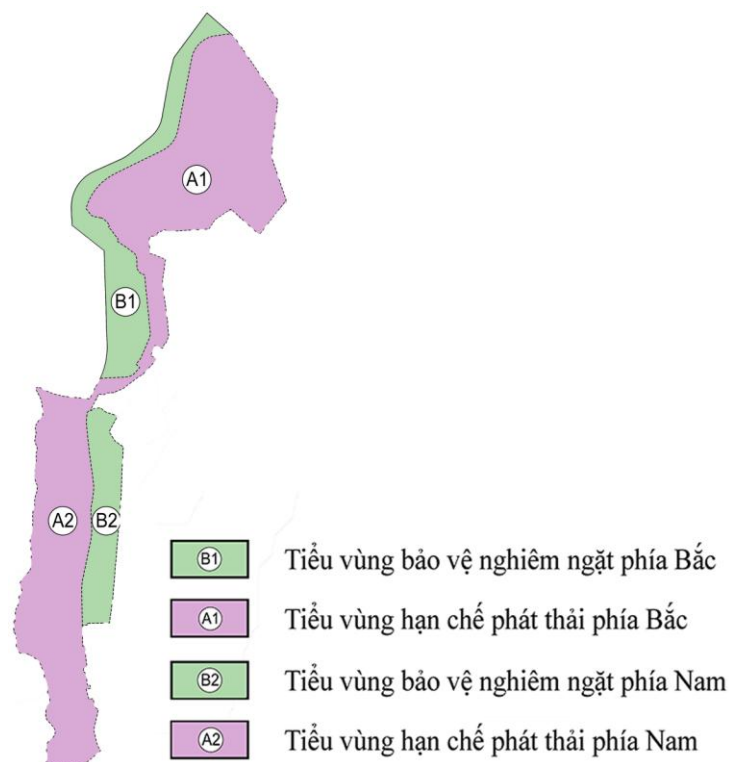 A1
B1
A2
B2
B1 Tiểu vùng bảo vệ nghiêm ngặt phía Bắc
A1 Tiểu vùng hạn chế phát thải phía Bắc
B2 Tiểu vùng bảo vệ nghiêm ngặt phía Nam
A2 Tiểu vùng hạn chế phát thải phía Nam